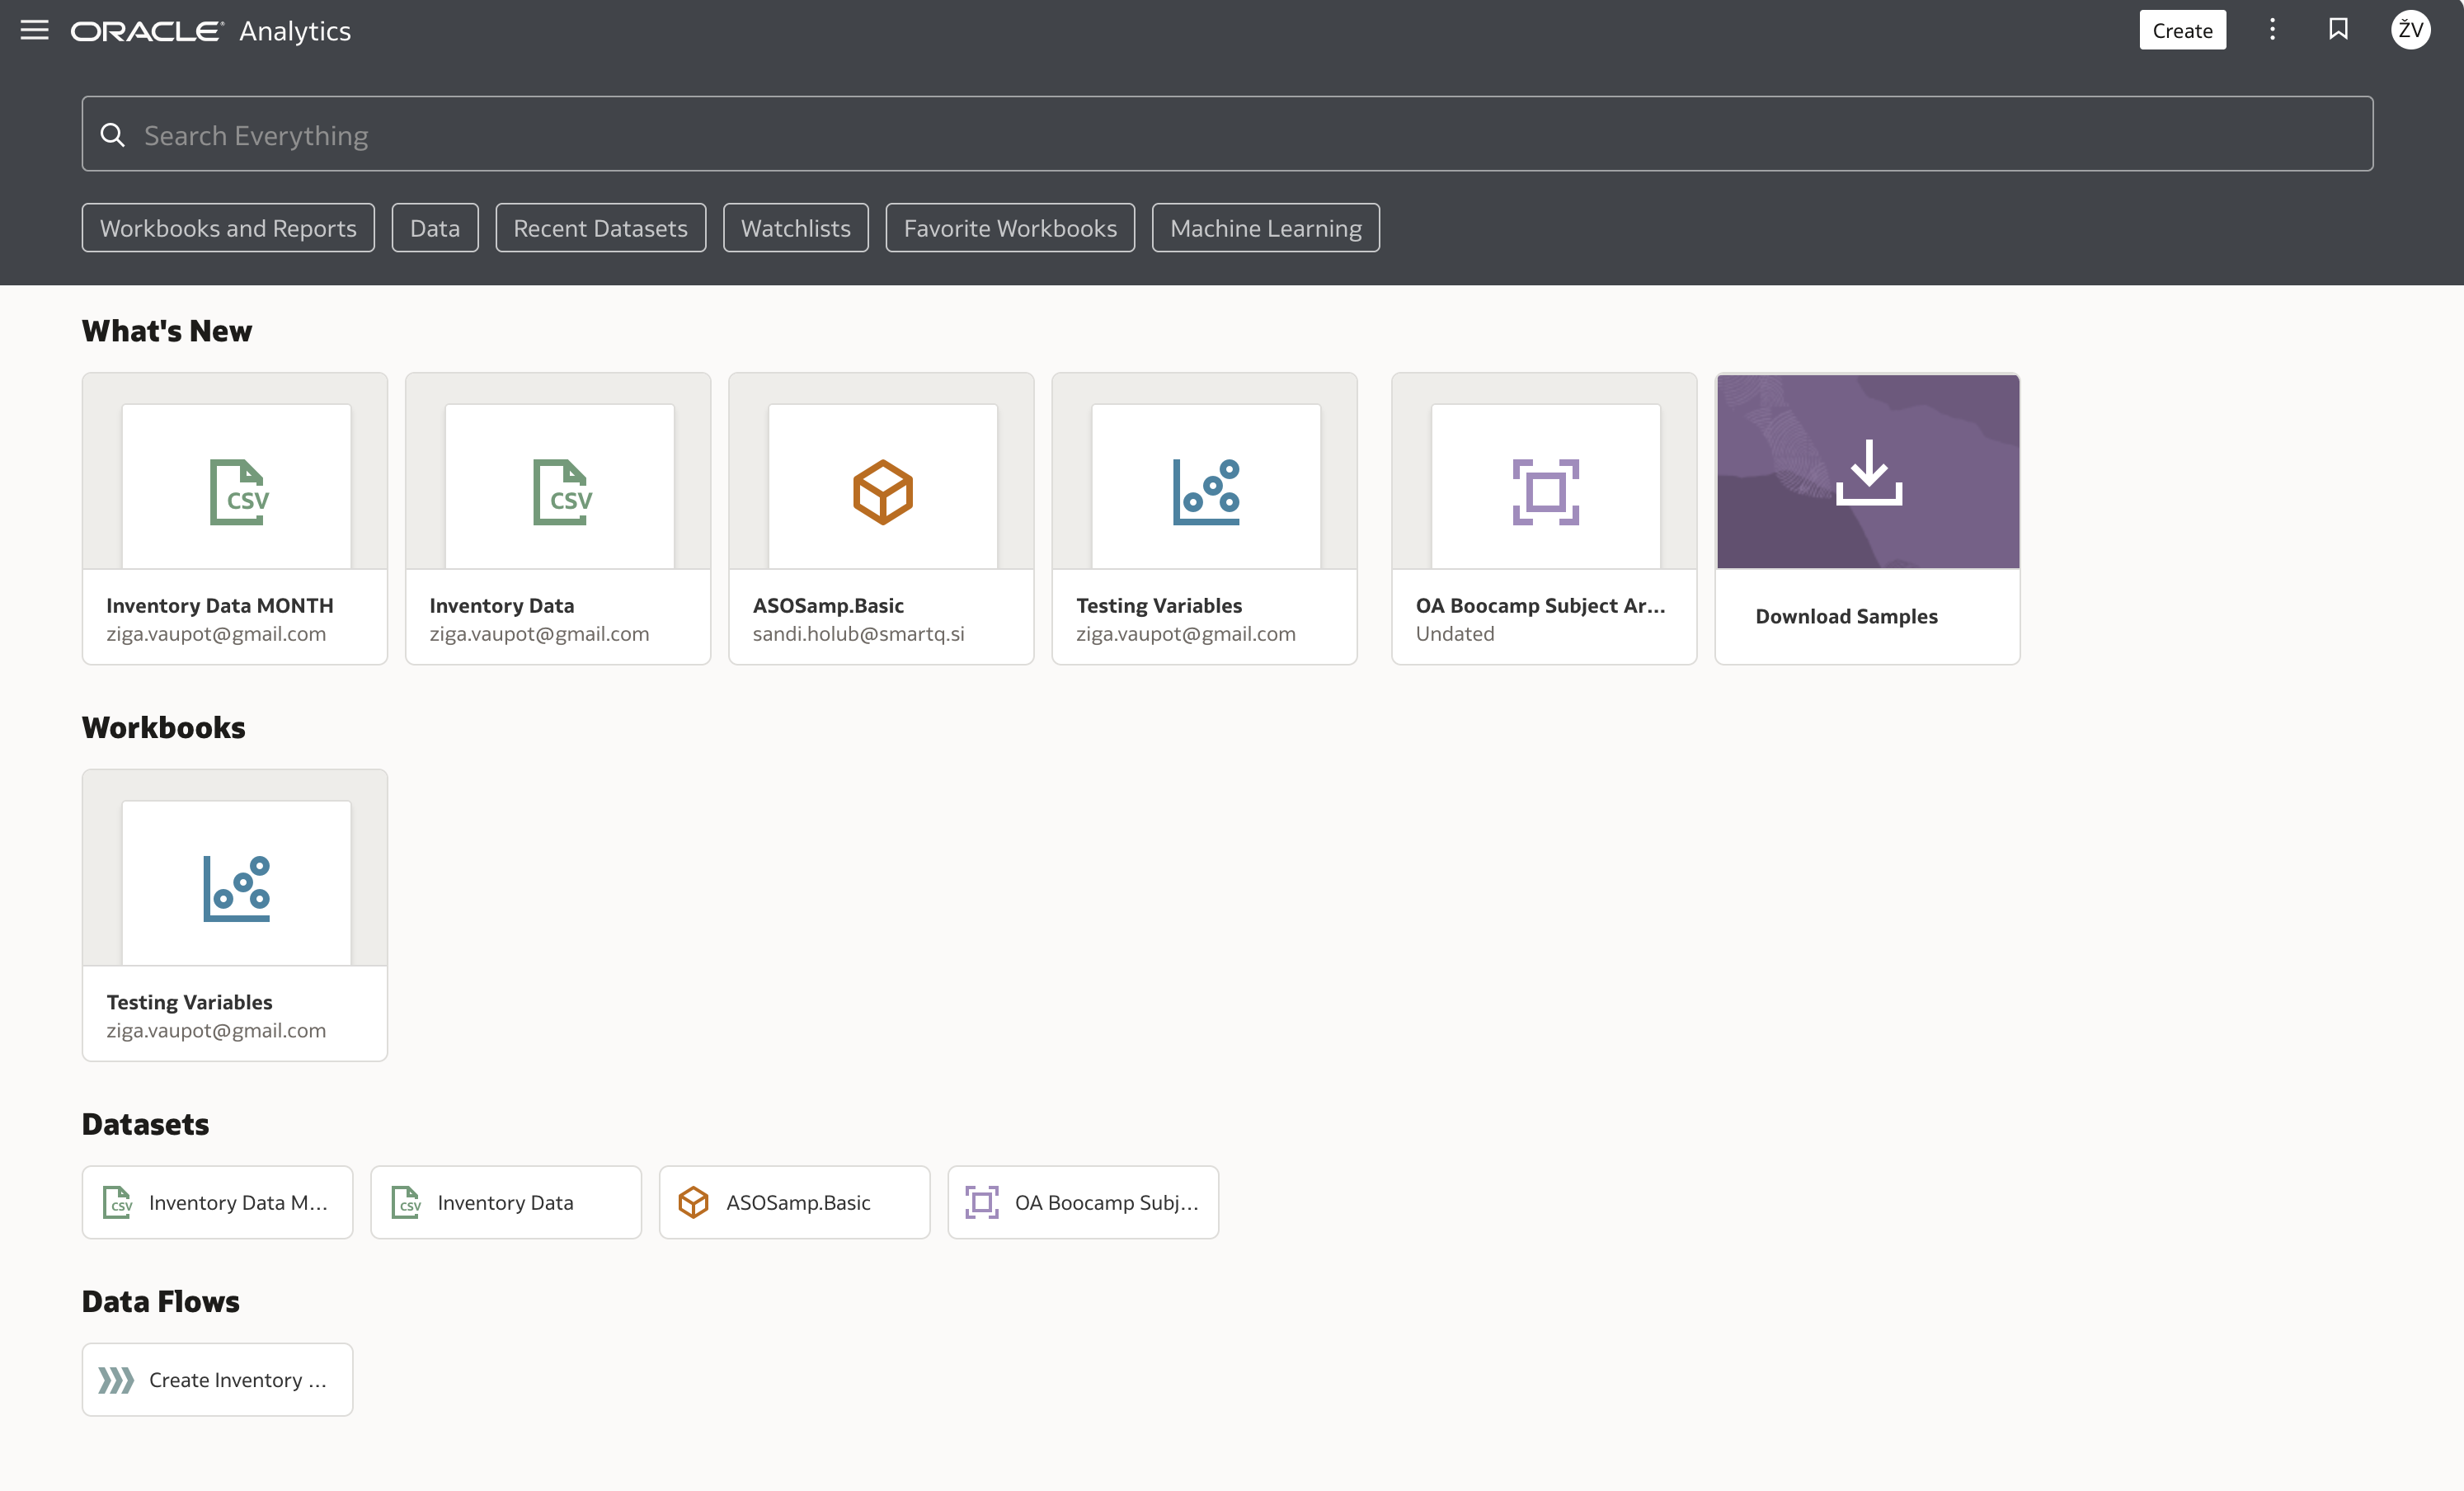 ORACLE Analytics
Create
ŽV
Search Everything
Workbooks and Reports
Data
Recent Datasets
Watchlists
Favorite Workbooks
Machine Learning
What's New
CSV
CSV
Inventory Data MONTH
ziga.vaupot@gmail.com
Inventory Data
ziga.vaupot@gmail.com
ASOSamp.Basic
sandi.holub@smartq.si
Testing Variables
ziga.vaupot@gmail.com
OA Boocamp Subject Ar...
Undated
Download Samples
Workbooks
Testing Variables
ziga.vaupot@gmail.com
Datasets
CSV
Inventory Data M...
CSV
Inventory Data
ASOSamp.Basic
OA Boocamp Subj...
Data Flows
Create Inventory ...